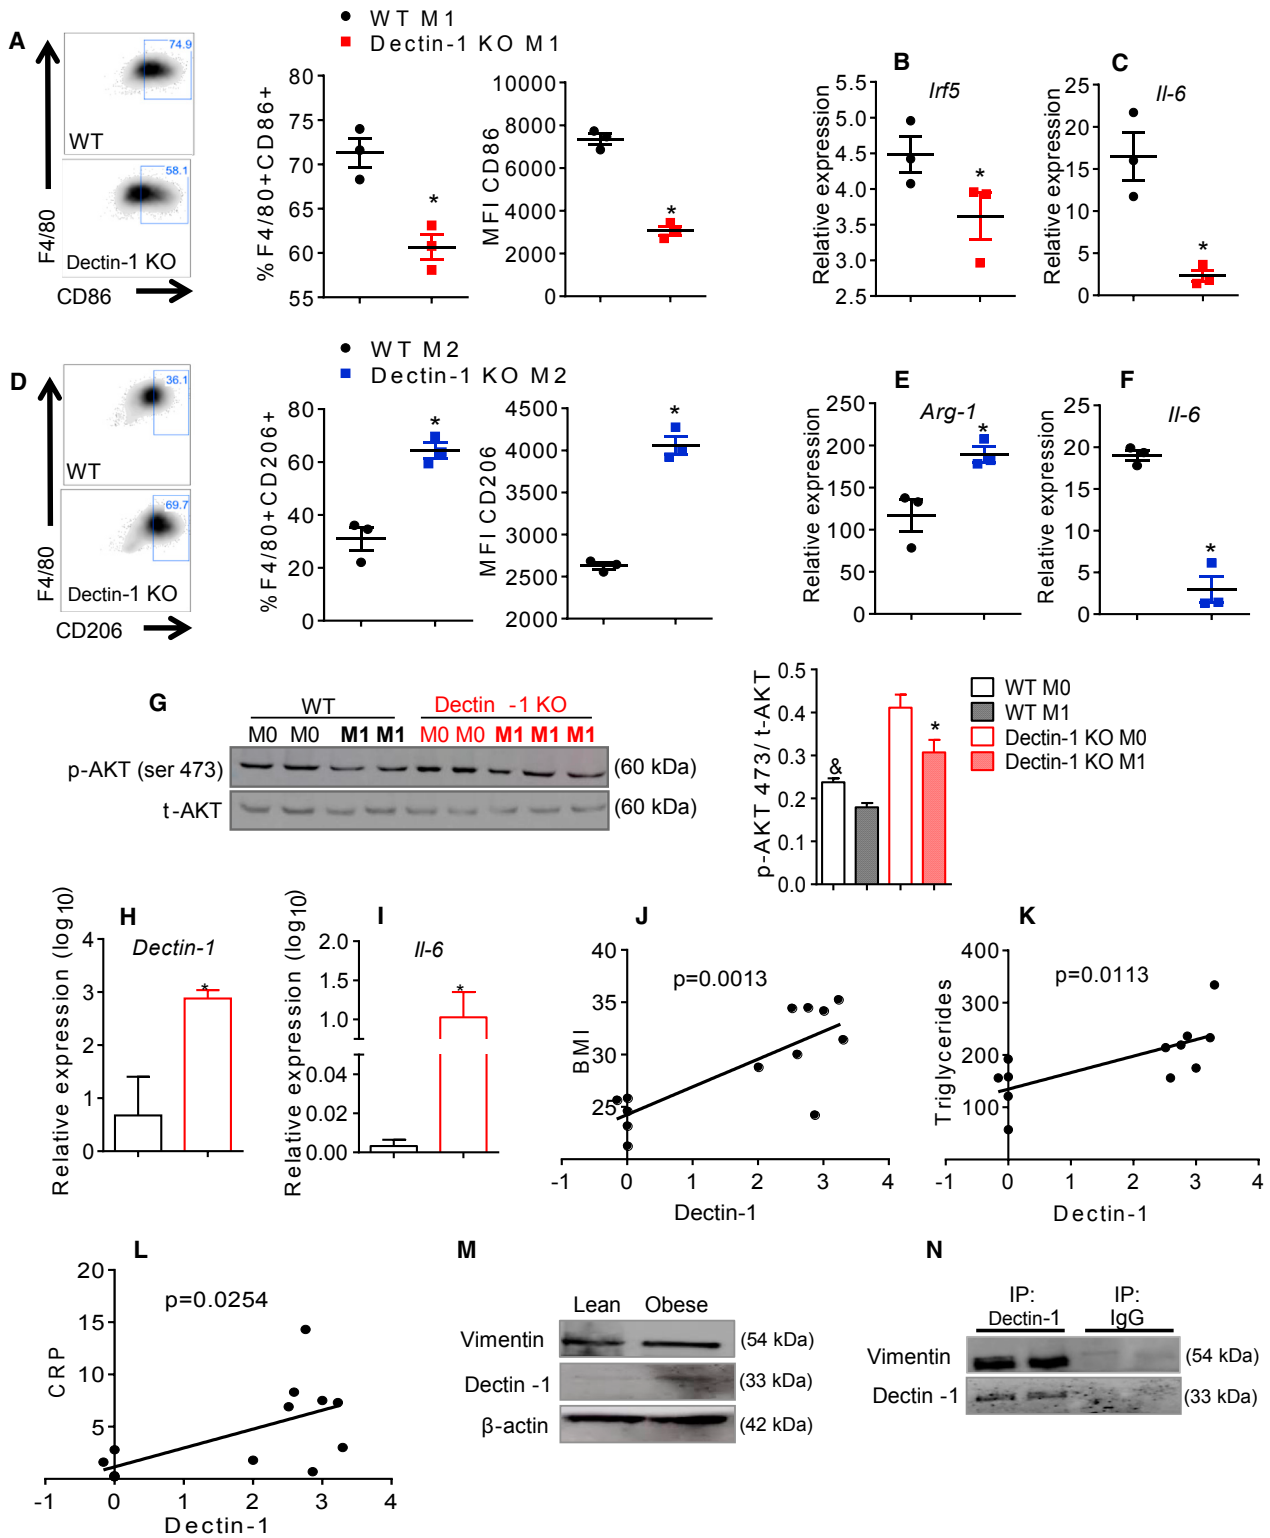 A
F4/80
74.9
WT
58.1
Dectin-1 KO
CD86
WT M1
Dectin-1 KO M1
%F4/80+CD86+
80
75
70
65
60
55
*
MFI CD86
10000
8000
6000
4000
2000
0
*
B
Irf5
Relative expression
5.5
5.0
4.5
4.0
3.5
3.0
2.5
*
C
Il-6
Relative expression
25
20
15
10
5
0
*
D
F4/80
36.1
WT
69.7
Dectin-1 KO
CD206
WT M2
Dectin-1 KO M2
%F4/80+CD206+
80
60
40
20
0
*
MFI CD206
4500
4000
3500
3000
2500
2000
*
E
Arg-1
Relative expression
250
200
150
100
50
0
*
F
Il-6
Relative expression
25
20
15
10
5
0
*
G
WT
Dectin -1 KO
M0 M0 M1 M1 M0 M0 M1 M1 M1
p-AKT (ser 473) (60 kDa)
t-AKT (60 kDa)
p-AKT 473/ t-AKT
0.5
0.4
0.3
0.2
0.1
0.0
&
*
WT M0
WT M1
Dectin-1 KO M0
Dectin-1 KO M1
H
Dectin-1
Relative expression (log10)
4
3
2
1
0
*
I
Il-6
Relative expression (log10)
2.0
1.5
1.0
0.04
0.02
0.00
*
J
p=0.0013
BMI
40
35
30
25
-1 0 1 2 3 4
Dectin-1
K
p=0.0113
Triglycerides
400
300
200
100
-1 0 1 2 3 4
Dectin-1
L
p=0.0254
CRP
20
15
10
5
-1 0 1 2 3 4
Dectin-1
M
Lean Obese
Vimentin (54 kDa)
Dectin -1 (33 kDa)
β-actin (42 kDa)
N
IP: IP:
Dectin-1 IgG
Vimentin (54 kDa)
Dectin -1 (33 kDa)